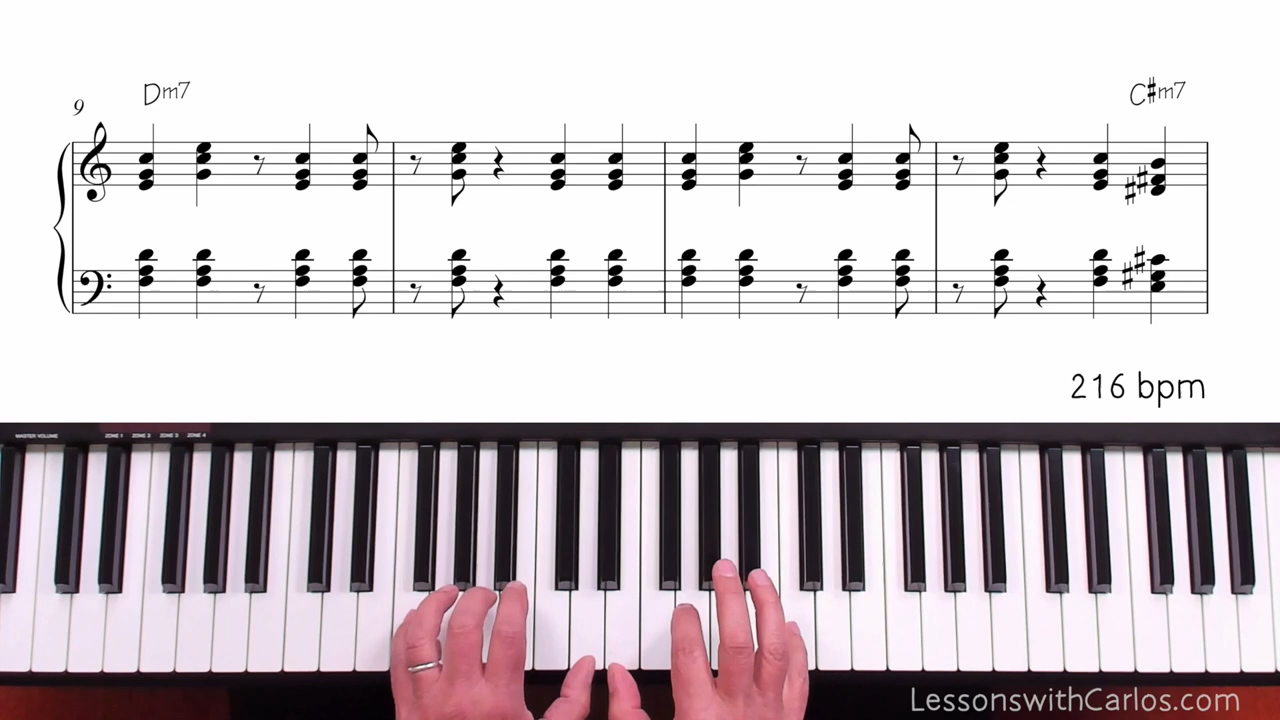 Dm7 C#m7
9
216 bpm
MASTER VOLUME ZONE 1 ZONE 2 ZONE 3 ZONE 4
LessonswithCarlos.com